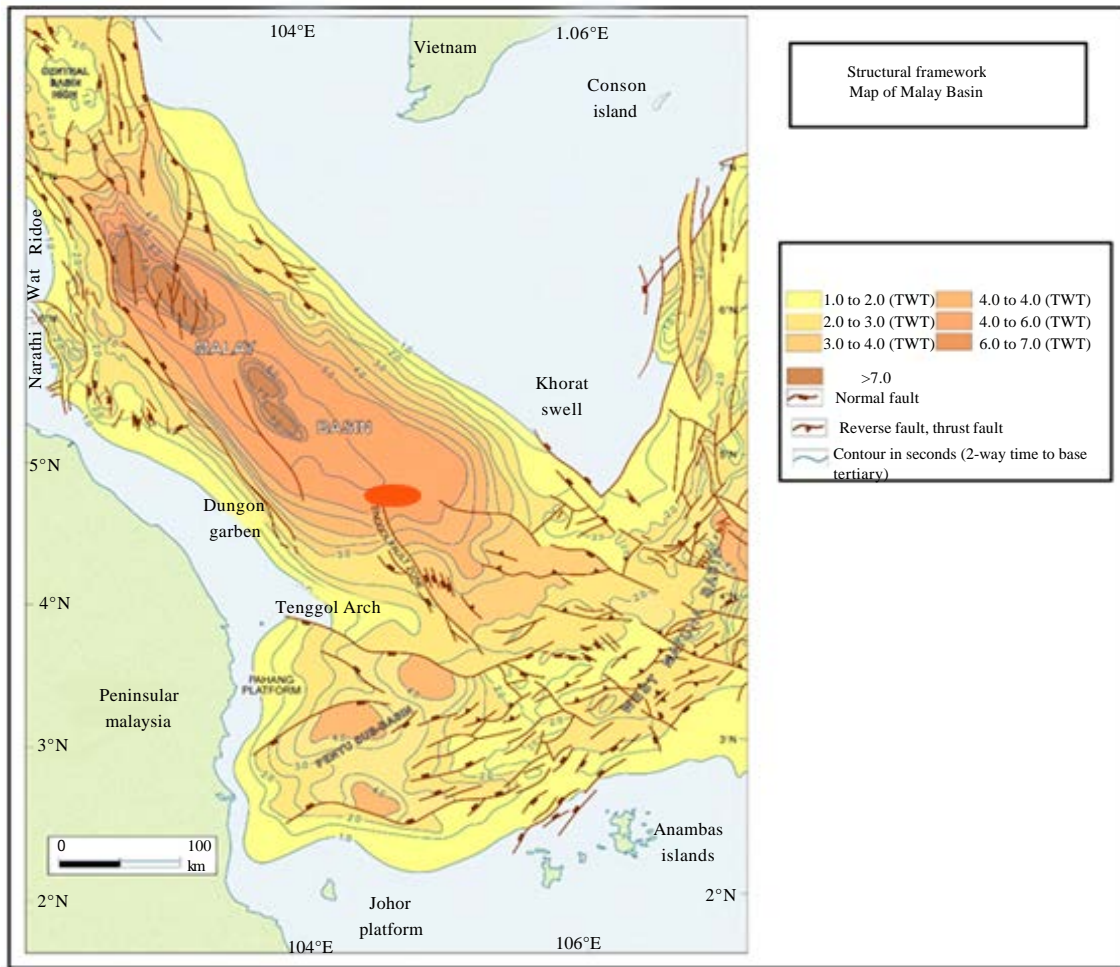 104°E
1.06°E
Vietnam
Conson
island
Structural framework
Map of Malay Basin
CENTRAL
BASIN
HIGH
7°N
Narathi Wat Ridoe
6°N
6°N
1.0 to 2.0 (TWT)
4.0 to 4.0 (TWT)
2.0 to 3.0 (TWT)
4.0 to 6.0 (TWT)
3.0 to 4.0 (TWT)
6.0 to 7.0 (TWT)
>7.0
Normal fault
Reverse fault, thrust fault
Contour in seconds (2-way time to base
tertiary)
MALAY
BASIN
Khorat
swell
5°N
5°N
Dungon
garben
4°N
Tenggol Arch
PAHANG
PLATFORM
Peninsular
malaysia
PENYU SUB-BASIN
WEST NATUNA BASIN
3°N
3°N
0
100
km
Anambas
islands
2°N
2°N
Johor
platform
104°E
106°E